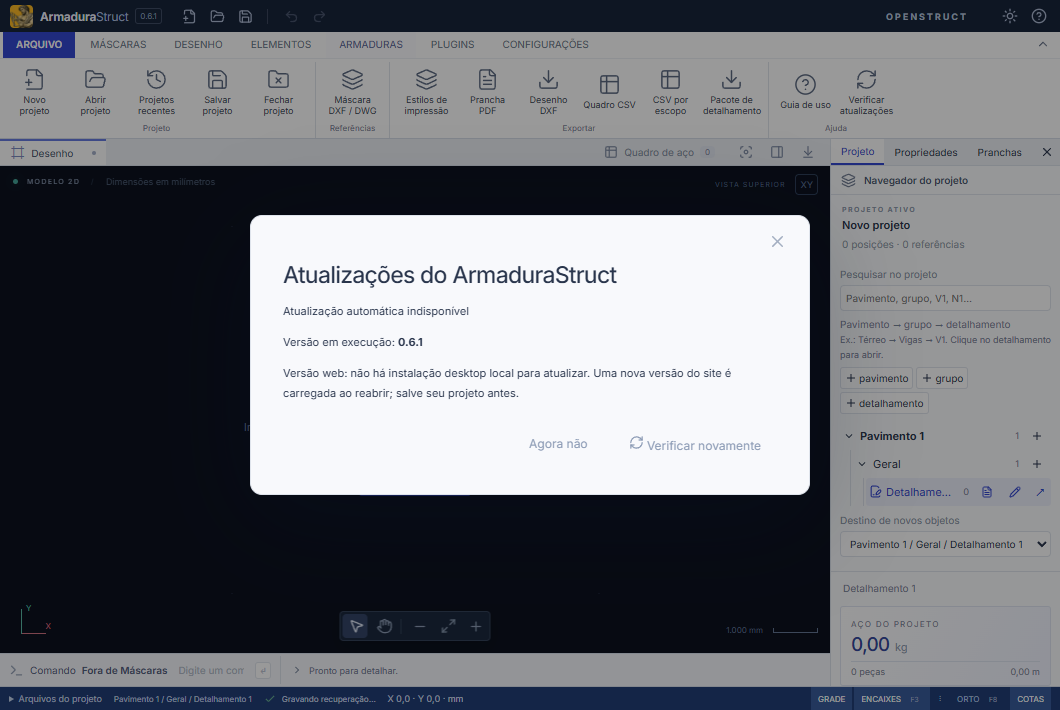 ArmaduraStruct 0.6.1
OPENSTRUCT
ARQUIVO MÁSCARAS DESENHO ELEMENTOS ARMADURAS PLUGINS CONFIGURAÇÕES
Novo projeto
Abrir projeto
Projetos recentes
Salvar projeto
Fechar projeto
Máscara DXF / DWG
Estilos de impressão
Prancha PDF
Desenho DXF
Quadro CSV
CSV por escopo
Pacote de detalhamento
Guia de uso
Verificar atualizações
Projeto Referências Exportar Ajuda
Desenho
Quadro de aço 0
Projeto Propriedades Pranchas
MODELO 2D / Dimensões em milímetros
VISTA SUPERIOR XY
Navegador do projeto
PROJETO ATIVO
Novo projeto
0 posições · 0 referências
Pesquisar no projeto
Pavimento, grupo, V1, N1...
Pavimento → grupo → detalhamento
Ex.: Térreo → Vigas → V1. Clique no detalhamento
para abrir.
+ pavimento + grupo
+ detalhamento
Pavimento 1 1 +
Geral 1 +
Detalhame... 0
Destino de novos objetos
Pavimento 1 / Geral / Detalhamento 1
Detalhamento 1
AÇO DO PROJETO
0,00 kg
0 peças 0,00 m
Atualizações do ArmaduraStruct
Atualização automática indisponível
Versão em execução: 0.6.1
Versão web: não há instalação desktop local para atualizar. Uma nova versão do site é
carregada ao reabrir; salve seu projeto antes.
Agora não Verificar novamente
Y
X
1.000 mm
Comando Fora de Máscaras Digite um com
Pronto para detalhar.
Arquivos do projeto Pavimento 1 / Geral / Detalhamento 1 Gravando recuperação... X 0,0 · Y 0,0 · mm
GRADE ENCAIXES F3 ORTO F8 COTAS